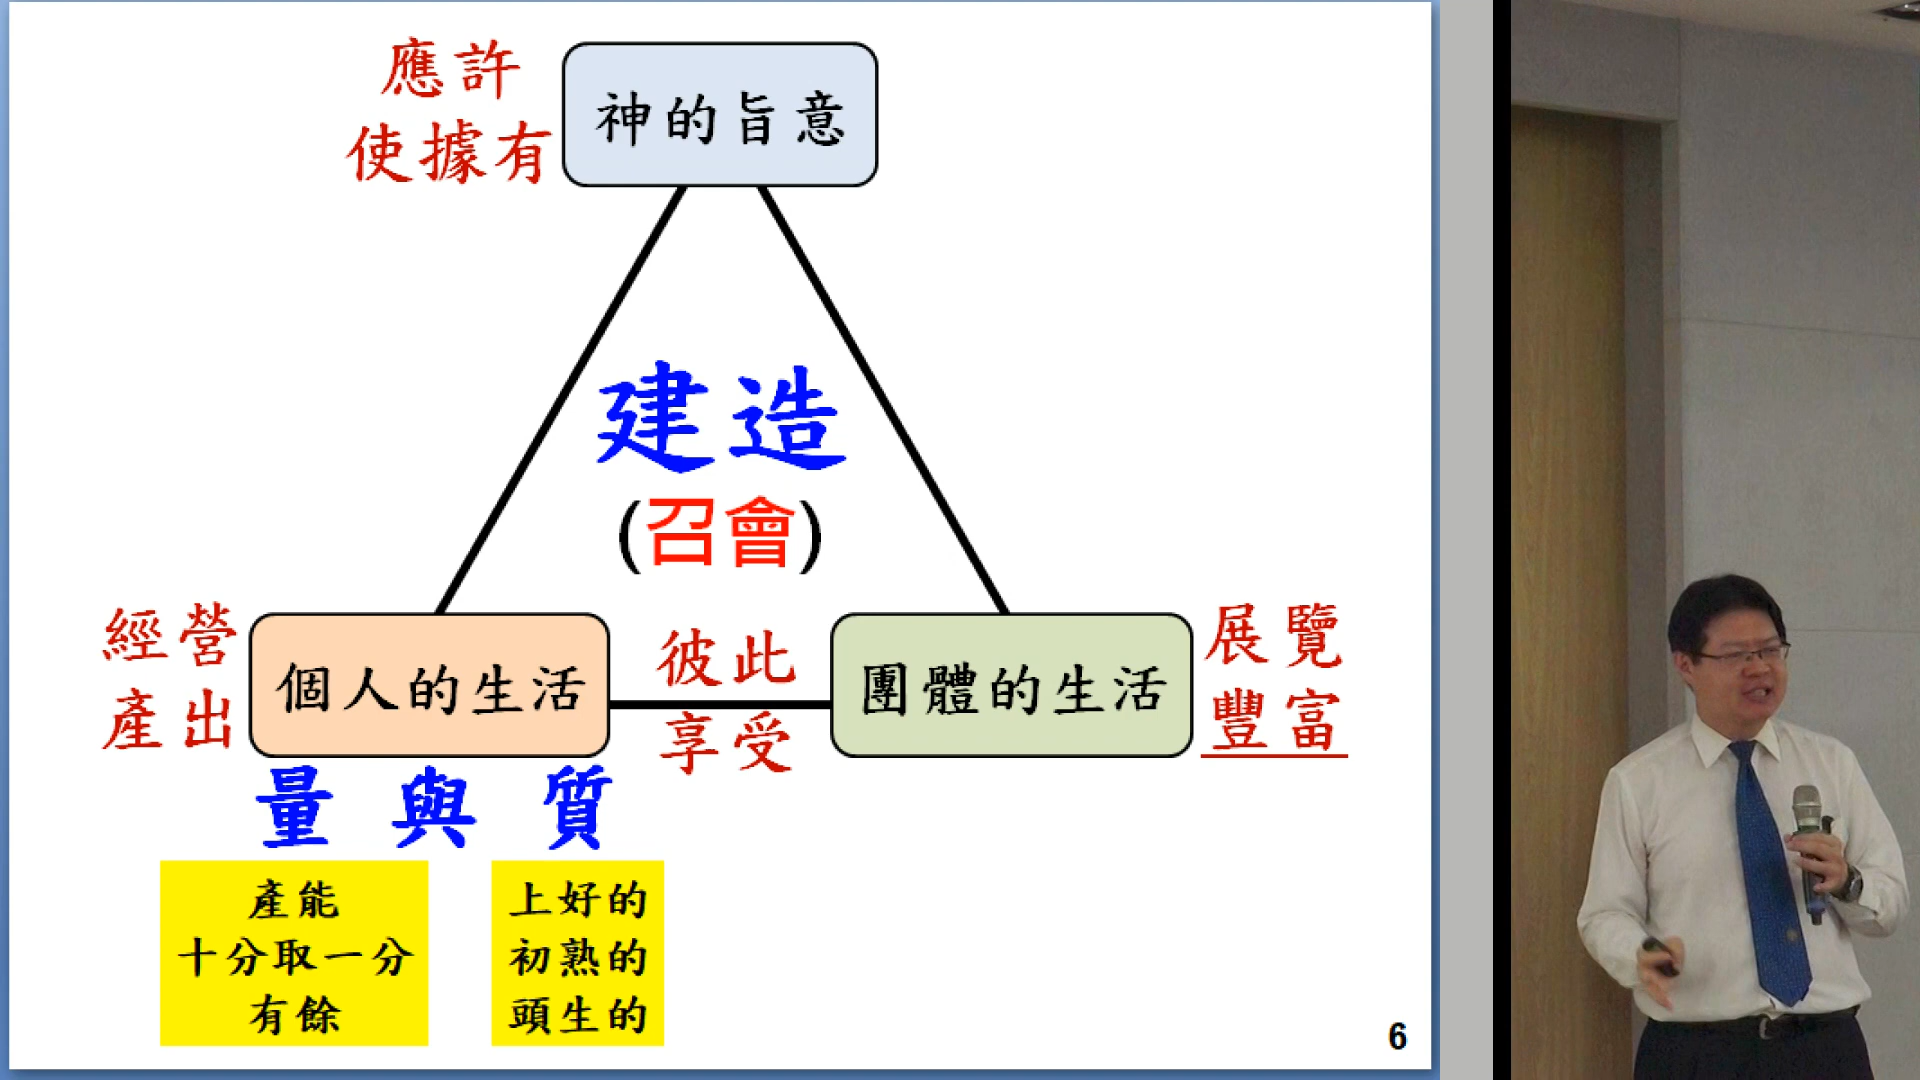 應許
使據有
神的旨意
建造
(召會)
經營
產出
個人的生活
彼此
享受
團體的生活
展覽
豐富
量與質
產能
十分取一分
有餘
上好的
初熟的
頭生的
6